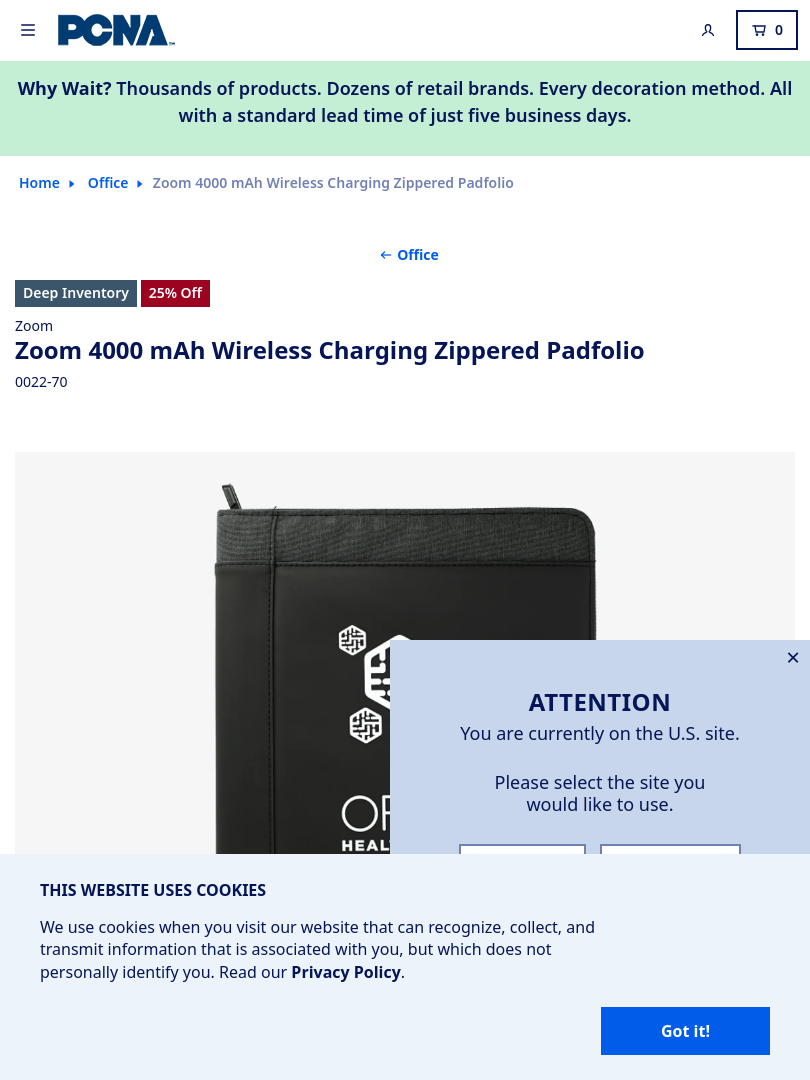 PCNA
0
Why Wait? Thousands of products. Dozens of retail brands. Every decoration method. All
with a standard lead time of just five business days.
Home
Office
Zoom 4000 mAh Wireless Charging Zippered Padfolio
← Office
Deep Inventory
25% Off
Zoom
Zoom 4000 mAh Wireless Charging Zippered Padfolio
0022-70
ATTENTION
You are currently on the U.S. site.
Please select the site you
would like to use.
THIS WEBSITE USES COOKIES
We use cookies when you visit our website that can recognize, collect, and
transmit information that is associated with you, but which does not
personally identify you. Read our Privacy Policy.
Got it!